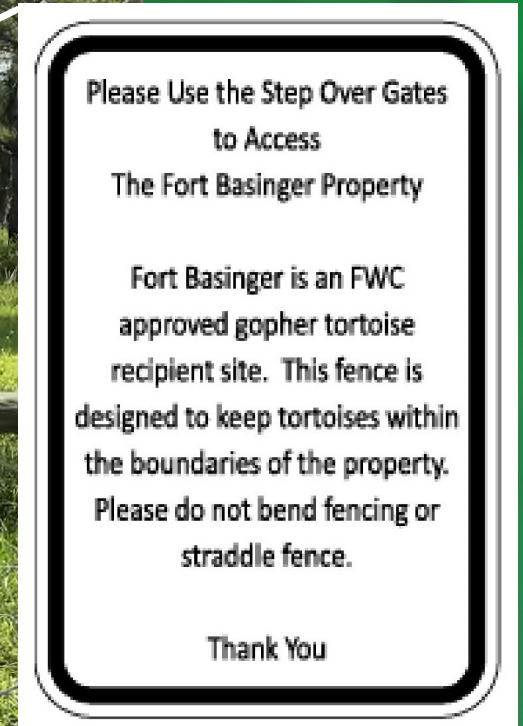 Please Use the Step Over Gates
to Access
The Fort Basinger Property
Fort Basinger is an FWC
approved gopher tortoise
recipient site. This fence is
designed to keep tortoises within
the boundaries of the property.
Please do not bend fencing or
straddle fence.
Thank You